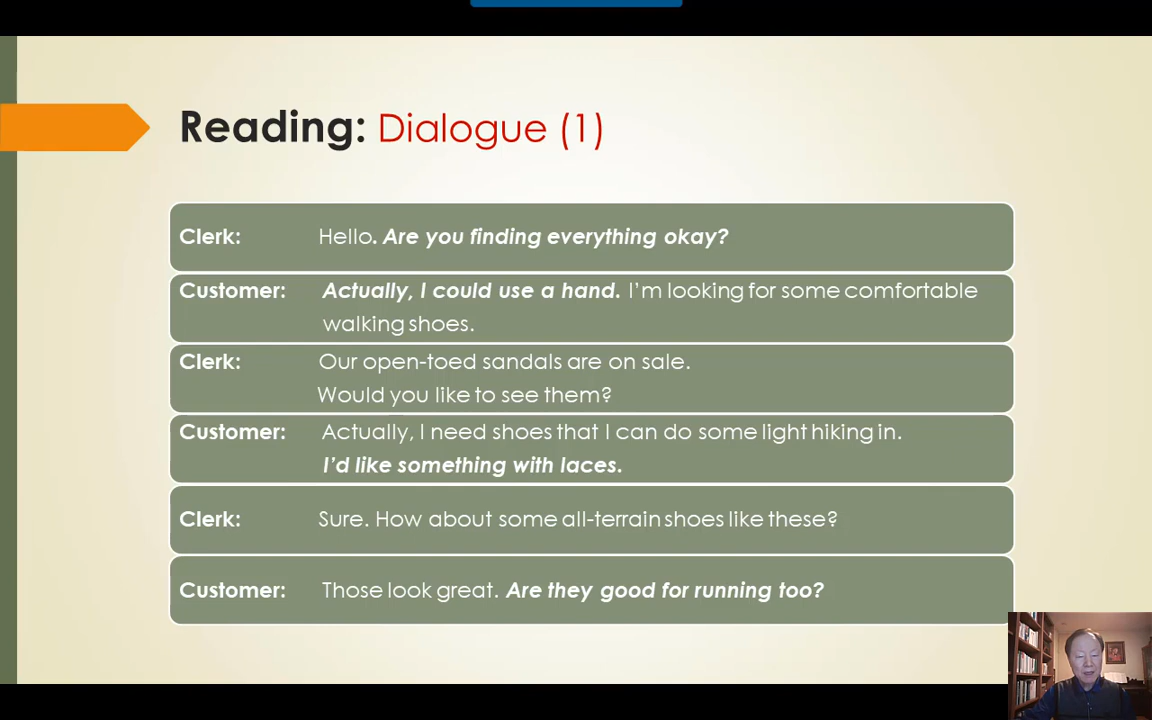 Reading: Dialogue (1)
Clerk: Hello. Are you finding everything okay?
Customer: Actually, I could use a hand. I'm looking for some comfortable
walking shoes.
Clerk: Our open-toed sandals are on sale.
Would you like to see them?
Customer: Actually, I need shoes that I can do some light hiking in.
I'd like something with laces.
Clerk: Sure. How about some all-terrain shoes like these?
Customer: Those look great. Are they good for running too?